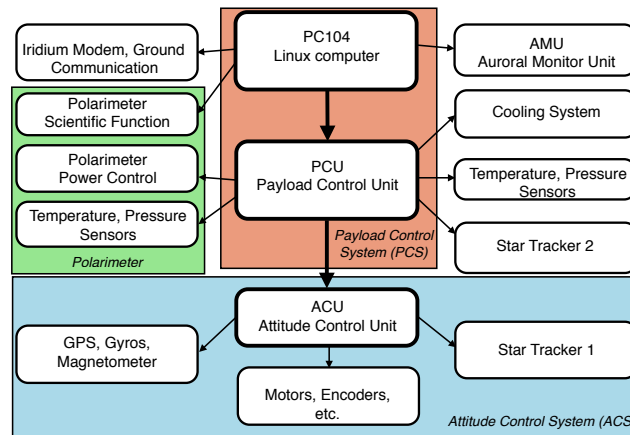 PC104
Linux computer
Iridium Modem, Ground
Communication
AMU
Auroral Monitor Unit
Polarimeter
Scientific Function
Cooling System
Polarimeter
Power Control
PCU
Payload Control Unit
Temperature, Pressure
Sensors
Temperature, Pressure
Sensors
Star Tracker 2
Payload Control
System (PCS)
Polarimeter
ACU
Attitude Control Unit
GPS, Gyros,
Magnetometer
Star Tracker 1
Motors, Encoders,
etc.
Attitude Control System (ACS